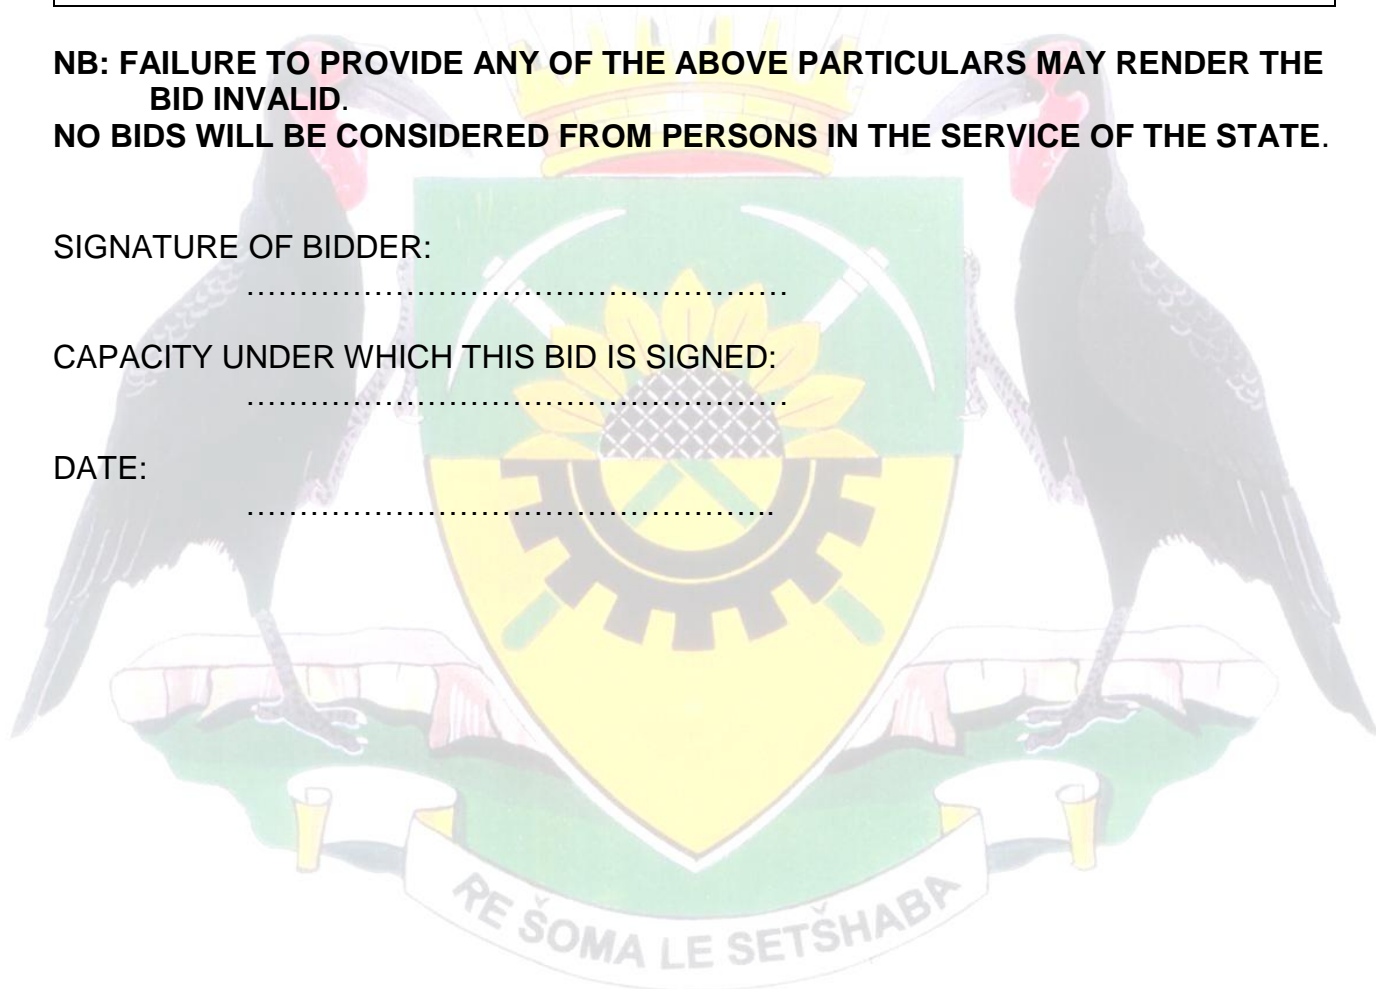 NB: FAILURE TO PROVIDE ANY OF THE ABOVE PARTICULARS MAY RENDER THE
BID INVALID.
NO BIDS WILL BE CONSIDERED FROM PERSONS IN THE SERVICE OF THE STATE.
SIGNATURE OF BIDDER:
……………………………………………
CAPACITY UNDER WHICH THIS BID IS SIGNED:
……………………………………………
DATE:
…………………………………………..
RE ŠOMA LE SETŠHABA